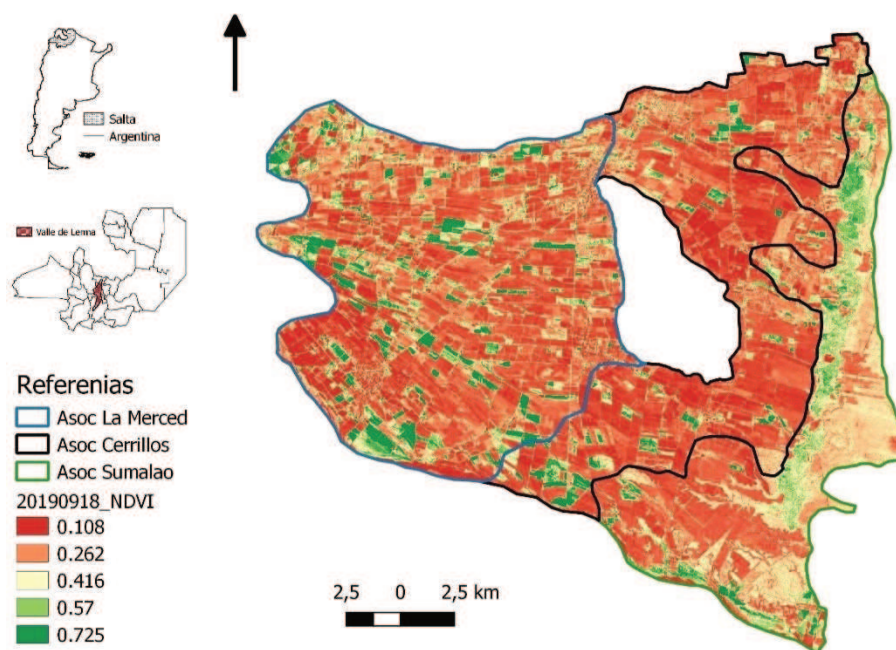 Salta
Argentina
Valle de Lerma
Referenias
Asoc La Merced
Asoc Cerrillos
Asoc Sumalao
20190918_NDVI
0.108
0.262
0.416
0.57
0.725
2,5 0 2,5 km